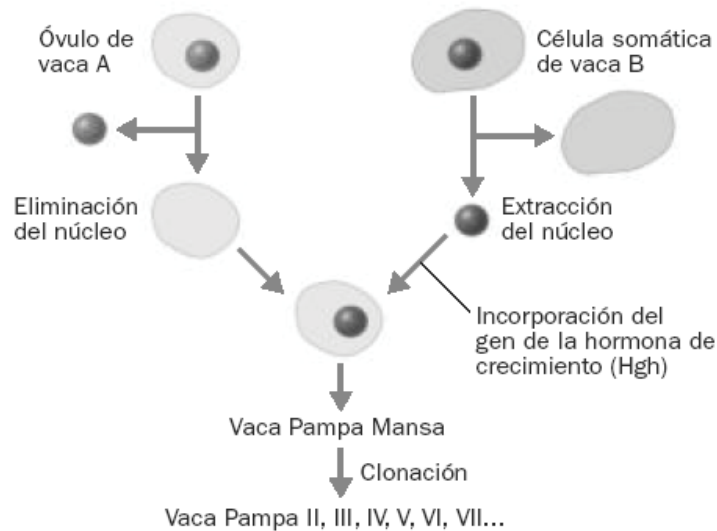 Óvulo de
vaca A
Célula somática
de vaca B
Eliminación
del núcleo
Extracción
del núcleo
Incorporación del
gen de la hormona de
crecimiento (Hgh)
Vaca Pampa Mansa
Clonación
Vaca Pampa II, III, IV, V, VI, VII...